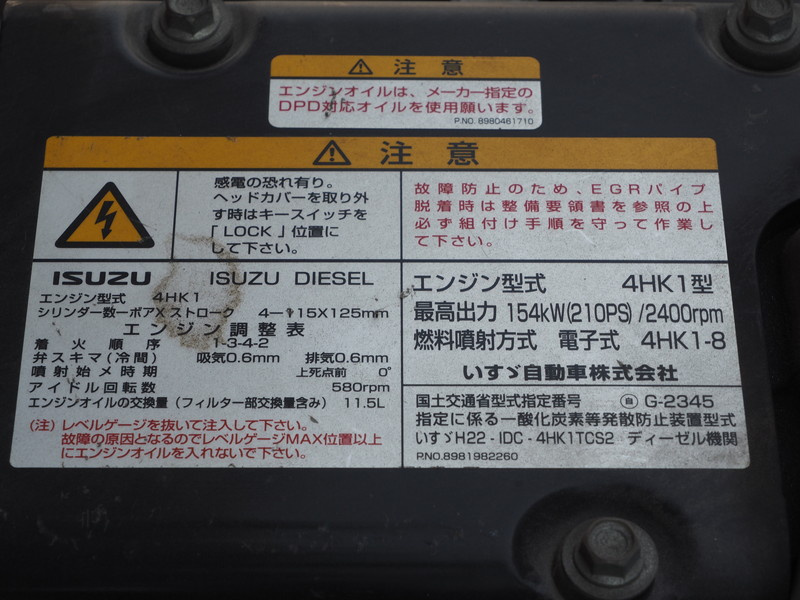 ⚠ 注意
エンジンオイルは、メーカー指定の
DPD対応オイルを使用願います。
P.NO. 8980461710
⚠ 注意
感電の恐れ有り。
ヘッドカバーを取り外
す時はキースイッチを
「LOCK」位置に
して下さい。
故障防止のため、EGRパイプ
脱着時は整備要領書を参照の上
必ず組付け手順を守って作業し
て下さい。
ISUZU ISUZU DIESEL
エンジン型式 4HK1
シリンダー数ーボアXストローク 4ー115X125mm
エンジン調整表
着火順序 1-3-4-2
弁スキマ(冷間) 吸気0.6mm 排気0.6mm
噴射始メ時期 上死点前 0°
アイドル回転数 580rpm
エンジンオイルの交換量(フィルター部交換量含み) 11.5L
(注)レベルゲージを抜いて注入して下さい。
故障の原因となるのでレベルゲージMAX位置以上
にエンジンオイルを入れないで下さい。
エンジン型式 4HK1型
最高出力 154kW(210PS)/2400rpm
燃料噴射方式 電子式 4HK1-8
いすゞ自動車株式会社
国土交通省型式指定番号 自 G-2345
指定に係る一酸化炭素等発散防止装置型式
いすゞH22-IDC-4HK1TCS2 ディーゼル機関
P.NO.8981982260